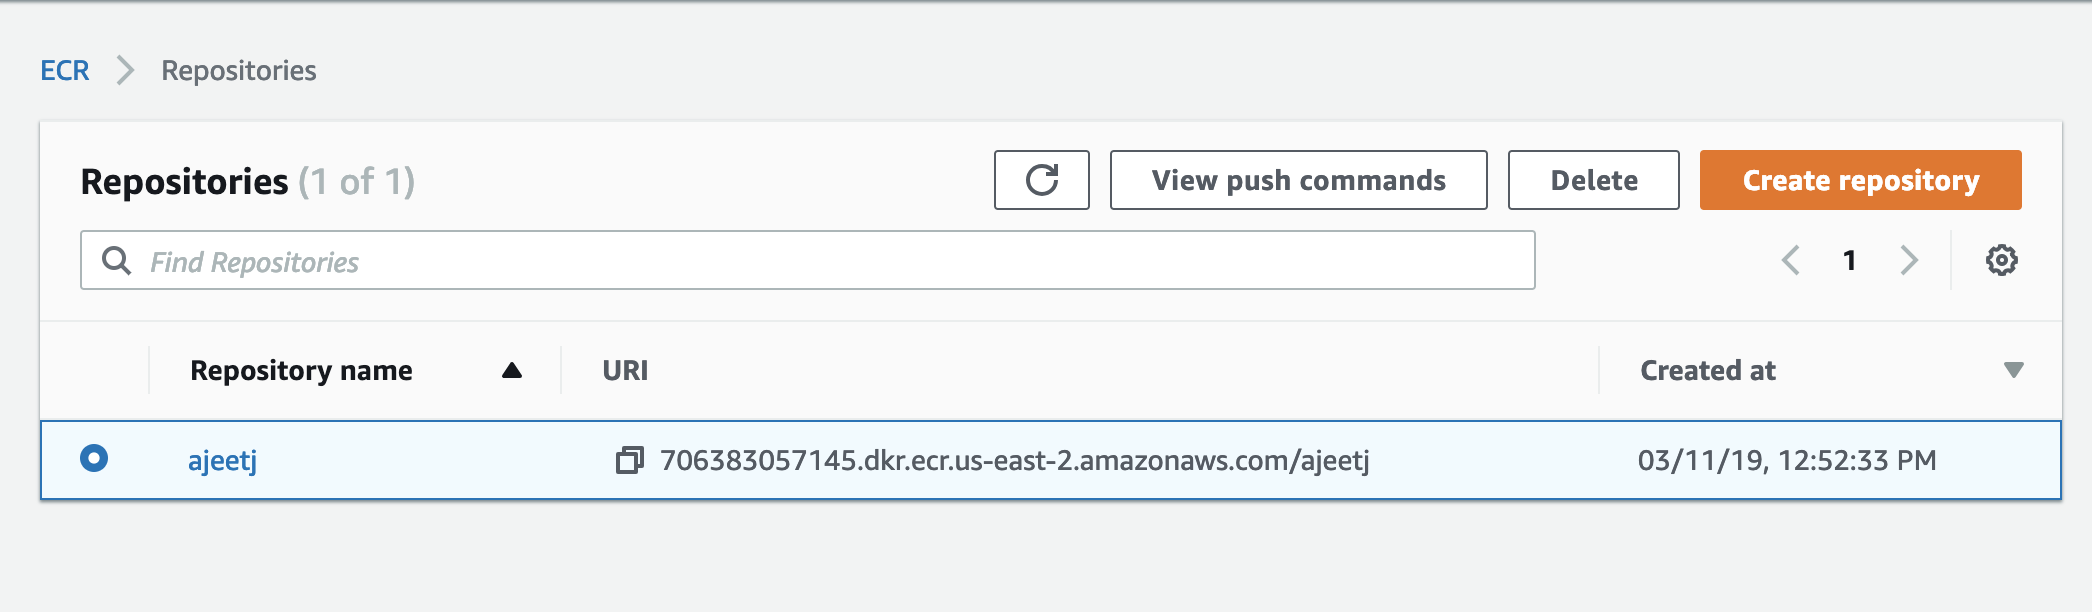 ECR Repositories
Repositories (1 of 1) View push commands Delete Create repository
Find Repositories 1
Repository name URI Created at
ajeetj 706383057145.dkr.ecr.us-east-2.amazonaws.com/ajeetj 03/11/19, 12:52:33 PM